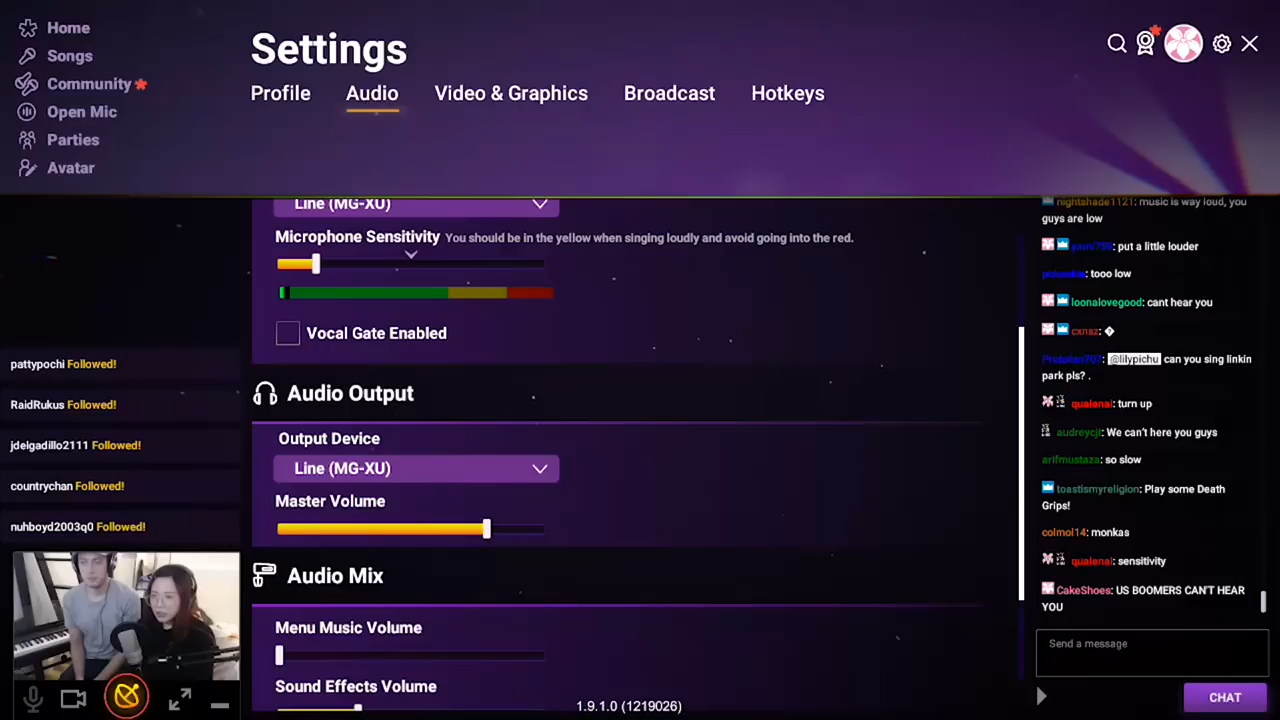 Home
Songs
Community
Open Mic
Parties
Avatar
Settings
Profile
Audio
Video & Graphics
Broadcast
Hotkeys
Line (MG-XU)
Microphone Sensitivity You should be in the yellow when singing loudly and avoid going into the red.
Vocal Gate Enabled
Audio Output
Output Device
Line (MG-XU)
Master Volume
Audio Mix
Menu Music Volume
Sound Effects Volume
1.9.1.0 (1219026)
pattypochi Followed!
RaidRukus Followed!
jdelgadillo2111 Followed!
countrychan Followed!
nuhboyd2003q0 Followed!
nightshade1121: music is way loud, you
guys are low
: put a little louder
: tooo low
loonalovegood: cant hear you
cxnsz:
: @lilypichu can you sing linkin
park pls? .
qualenal: turn up
audreycjf: We can't here you guys
arifmustaza: so slow
toastismyreligion: Play some Death
Grips!
colmol14: monkas
qualenal: sensitivity
CakeShoes: US BOOMERS CAN'T HEAR
YOU
Send a message
CHAT